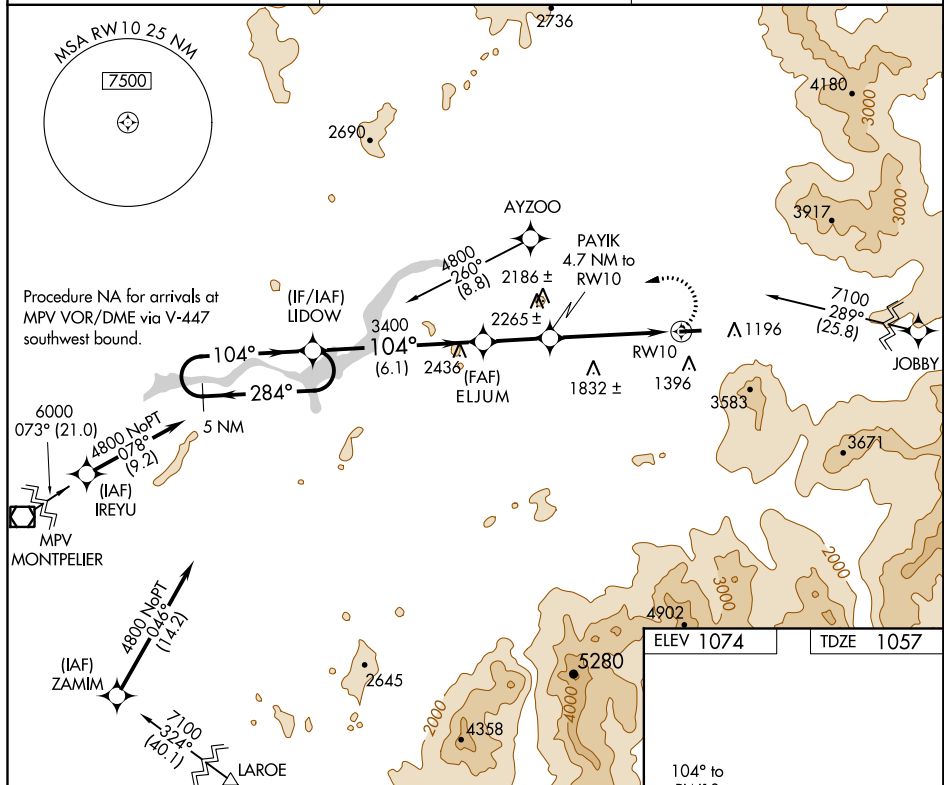 MSA RW10 25 NM
7500
2736
4180
3000
2690
3917
3000
AYZOO
4800
260°
(8.8)
PAYIK
4.7 NM to
RW10
2186 ±
2265 ±
Procedure NA for arrivals at
MPV VOR/DME via V-447
southwest bound.
(IF/IAF)
LIDOW
3400
104°
(6.1)
104°
284°
5 NM
2436
(FAF)
ELJUM
RW10
1196
1832 ±
1396
7100
289°
(25.8)
JOBBY
3583
3671
6000
073° (21.0)
4800 NoPT
078°
(9.2)
(IAF)
IREYU
MPV
MONTPELIER
4800 NoPT
046°
(14.2)
(IAF)
ZAMIM
7100
324°
(40.1)
LAROE
2645
2000
4358
5280
4000
4902
3000
2000
ELEV 1074
TDZE 1057
104° to